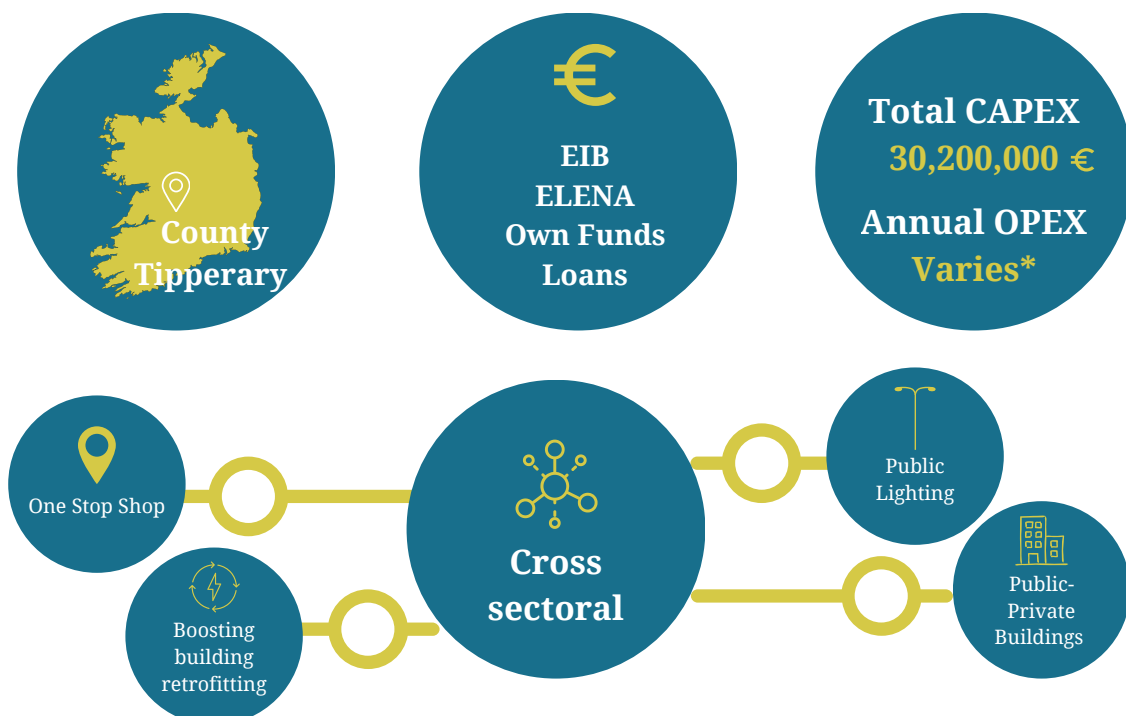 County
Tipperary
€
EIB
ELENA
Own Funds
Loans
Total CAPEX
30,200,000 €
Annual OPEX
Varies*
One Stop Shop
Boosting
building
retrofitting
Cross
sectoral
Public
Lighting
Public-
Private
Buildings